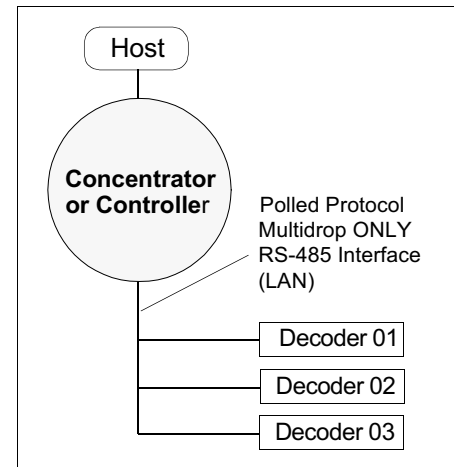 Host
Concentrator
or Controller
Polled Protocol
Multidrop ONLY
RS-485 Interface
(LAN)
Decoder 01
Decoder 02
Decoder 03